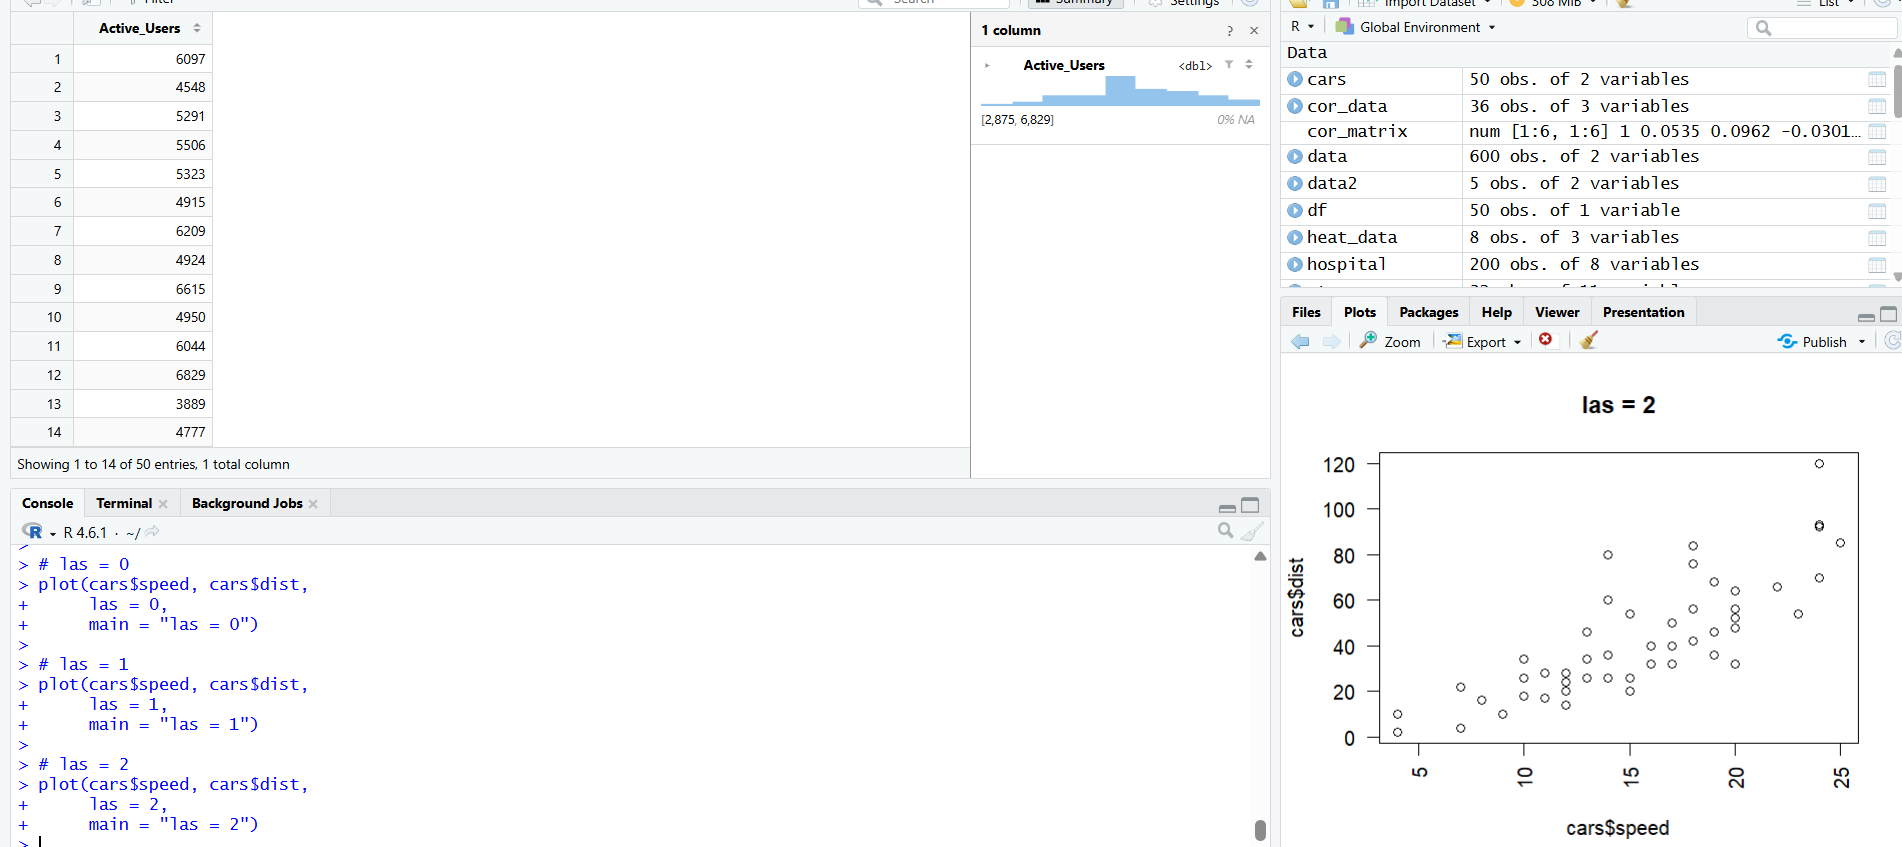 Filter
Search
Summary
Settings
Active_Users
1 6097
2 4548
3 5291
4 5506
5 5323
6 4915
7 6209
8 4924
9 6615
10 4950
11 6044
12 6829
13 3889
14 4777
Showing 1 to 14 of 50 entries, 1 total column
1 column ?
Active_Users <dbl>
[2,875, 6,829] 0% NA
Console Terminal Background Jobs
R R 4.6.1 · ~/
>
> # las = 0
> plot(cars$speed, cars$dist,
+      las = 0,
+      main = "las = 0")
>
> # las = 1
> plot(cars$speed, cars$dist,
+      las = 1,
+      main = "las = 1")
>
> # las = 2
> plot(cars$speed, cars$dist,
+      las = 2,
+      main = "las = 2")
>
Import Dataset 308 MiB List
R Global Environment
Data
cars 50 obs. of 2 variables
cor_data 36 obs. of 3 variables
cor_matrix num [1:6, 1:6] 1 0.0535 0.0962 -0.0301…
data 600 obs. of 2 variables
data2 5 obs. of 2 variables
df 50 obs. of 1 variable
heat_data 8 obs. of 3 variables
hospital 200 obs. of 8 variables
Files Plots Packages Help Viewer Presentation
Zoom Export Publish
las = 2
120
100
80
60
40
20
0
cars$dist
5 10 15 20 25
cars$speed